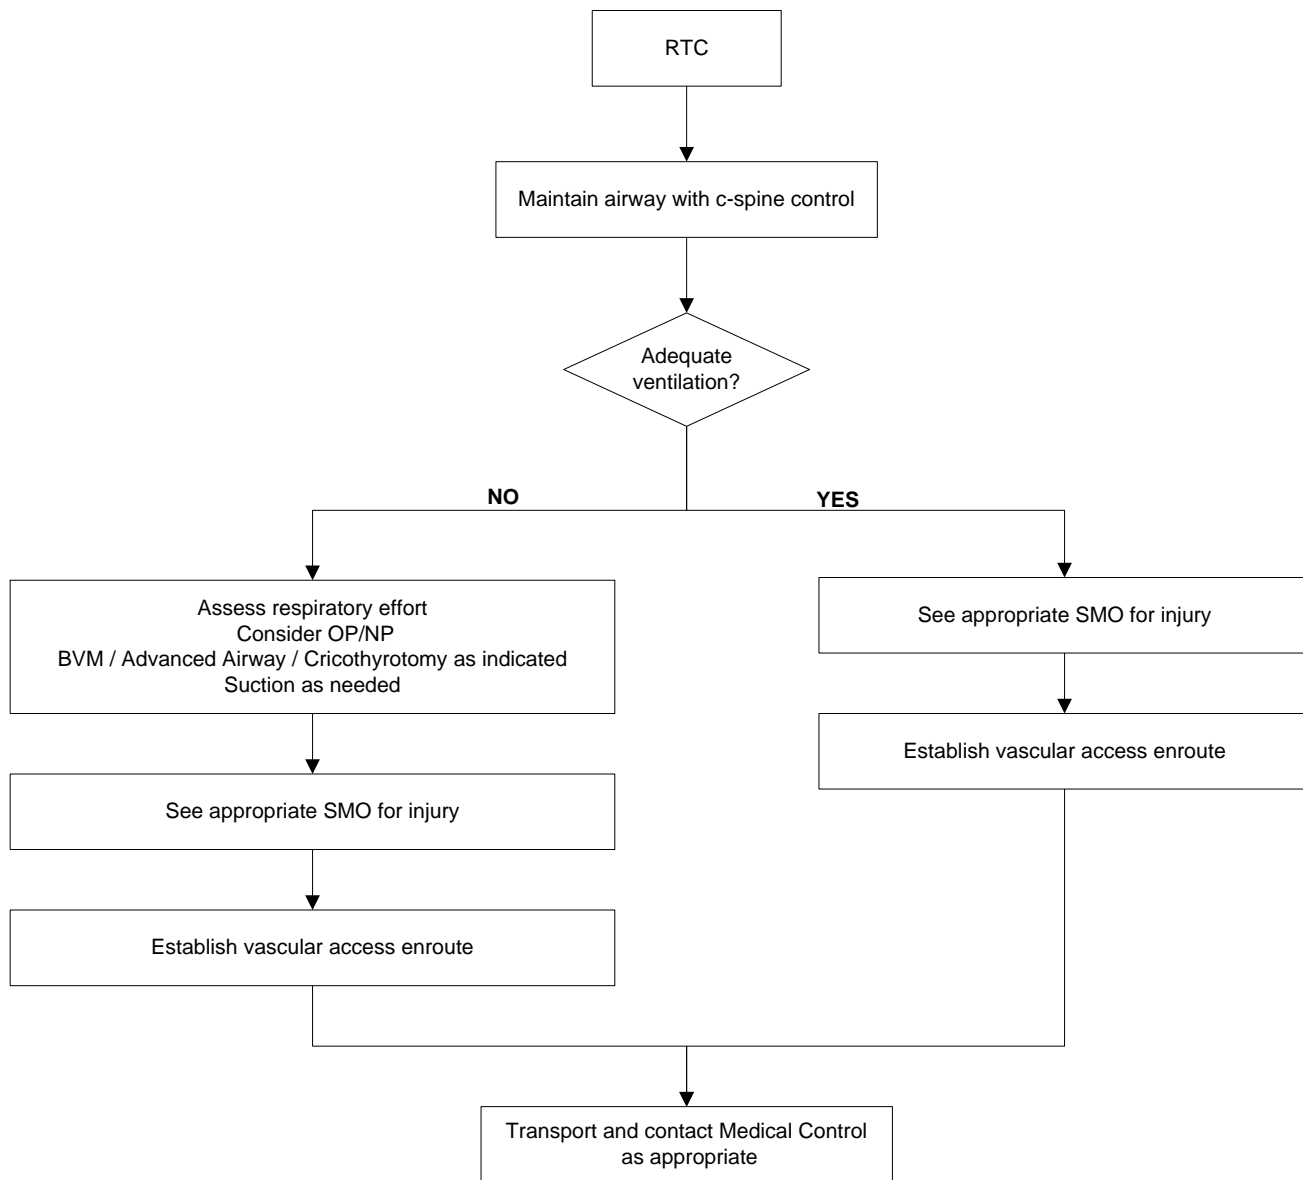 RTC
Maintain airway with c-spine control
Adequate
ventilation?
NO
YES
Assess respiratory effort
Consider OP/NP
BVM / Advanced Airway / Cricothyrotomy as indicated
Suction as needed
See appropriate SMO for injury
Establish vascular access enroute
See appropriate SMO for injury
Establish vascular access enroute
Transport and contact Medical Control
as appropriate